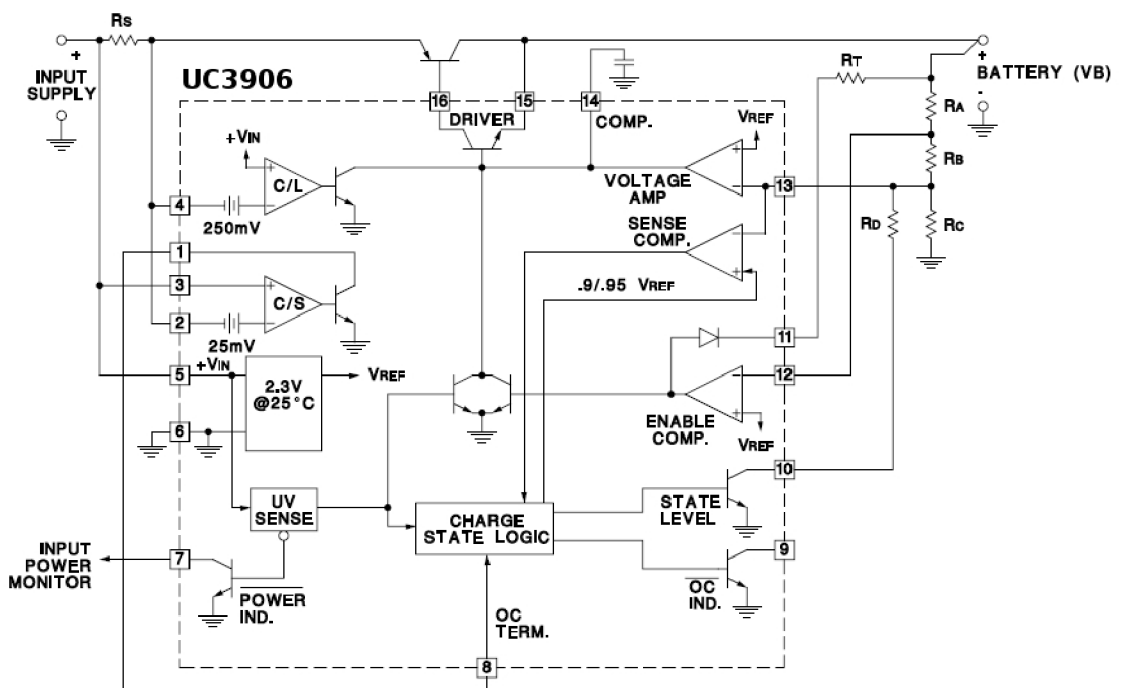 RS
+
INPUT
SUPPLY
-
UC3906
16
15
14
DRIVER
COMP.
RT
+
BATTERY (VB)
-
RA
RB
RC
RD
+VIN
+
C/L
-
4
250mV
VREF
+
-
VOLTAGE
AMP
13
SENSE
COMP.
-
+
.9/.95 VREF
1
3
+
C/S
-
2
25mV
11
5
+VIN
2.3V
@25°C
VREF
12
-
+
ENABLE
COMP.
VREF
6
10
UV
SENSE
CHARGE
STATE LOGIC
STATE
LEVEL
9
INPUT
POWER
MONITOR
7
POWER
IND.
OC
IND.
OC
TERM.
8